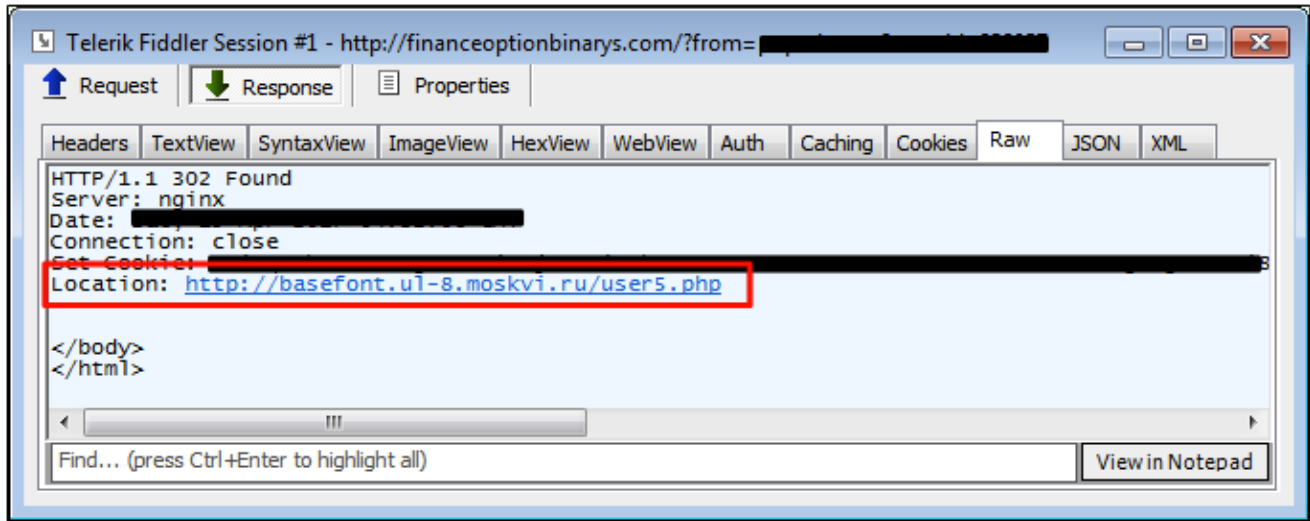 Telerik Fiddler Session #1 - http://financeoptionbinarys.com/?from=
Request Response Properties
Headers TextView SyntaxView ImageView HexView WebView Auth Caching Cookies Raw JSON XML
HTTP/1.1 302 Found
Server: nginx
Date:
Connection: close
Set-Cookie:
Location: http://basefont.ul-8.moskvi.ru/user5.php
</body>
</html>
Find... (press Ctrl+Enter to highlight all) View in Notepad